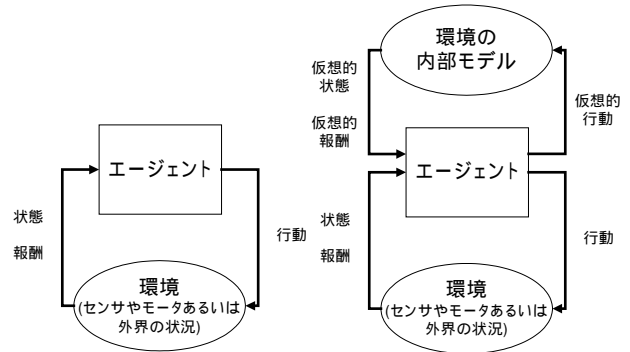 エージェント
状態
報酬
行動
環境
(センサやモータあるいは
外界の状況)
環境の
内部モデル
仮想的
状態
仮想的
報酬
仮想的
行動
エージェント
状態
報酬
行動
環境
(センサやモータあるいは
外界の状況)